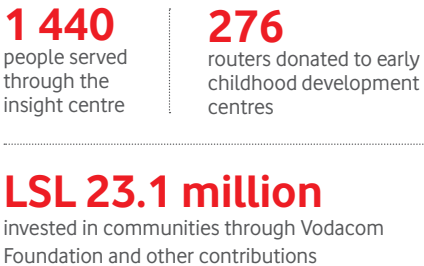 1 440
people served
through the
insight centre
276
routers donated to early
childhood development
centres
LSL 23.1 million
invested in communities through Vodacom
Foundation and other contributions